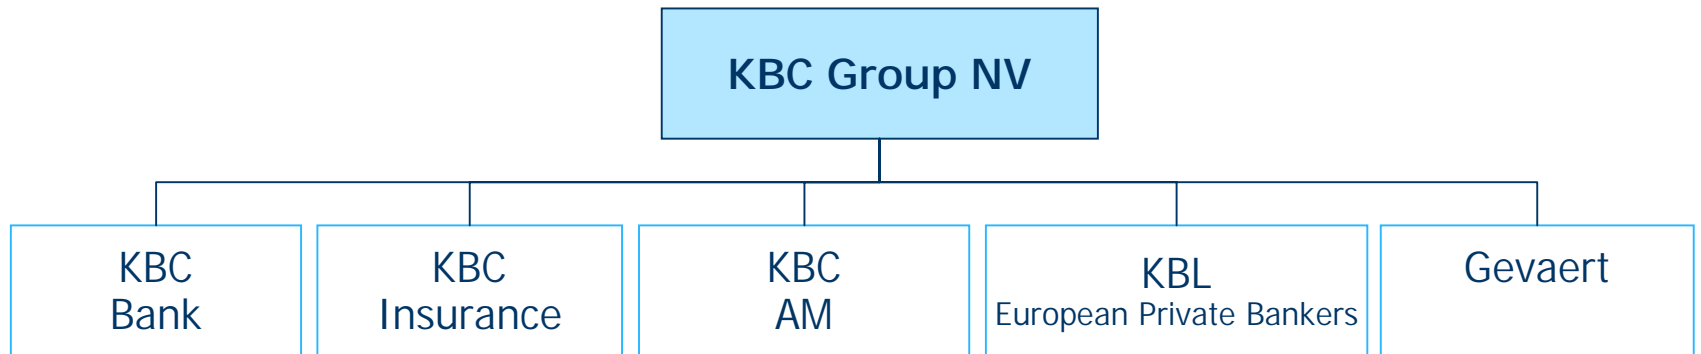 KBC Group NV
KBC
Bank
KBC
Insurance
KBC
AM
KBL
European Private Bankers
Gevaert